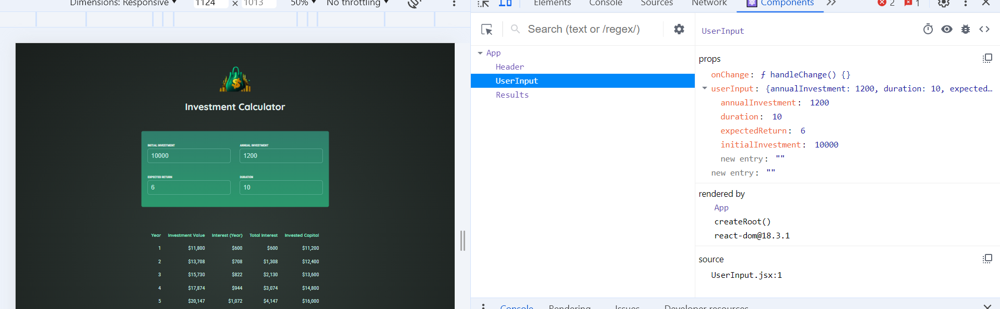 Dimensions: Responsive ▼ 1124 × 1013 50% ▼ No throttling ▼
Elements Console Sources Network Components 2 1
Investment Calculator
INITIAL INVESTMENT ANNUAL INVESTMENT
10000 1200
EXPECTED RETURN DURATION
6 10
Year Investment Value Interest (Year) Total Interest Invested Capital
1 $11,800 $600 $600 $11,200
2 $13,708 $708 $1,308 $12,400
3 $15,730 $822 $2,130 $13,600
4 $17,874 $944 $3,074 $14,800
5 $20,147 $1,072 $4,147 $16,000
Search (text or /regex/)
App
Header
UserInput
Results
UserInput
props
onChange: ƒ handleChange() {}
userInput: {annualInvestment: 1200, duration: 10, expected…
annualInvestment: 1200
duration: 10
expectedReturn: 6
initialInvestment: 10000
new entry: ""
new entry: ""
rendered by
App
createRoot()
react-dom@18.3.1
source
UserInput.jsx:1
Console Rendering Issues Developer resources